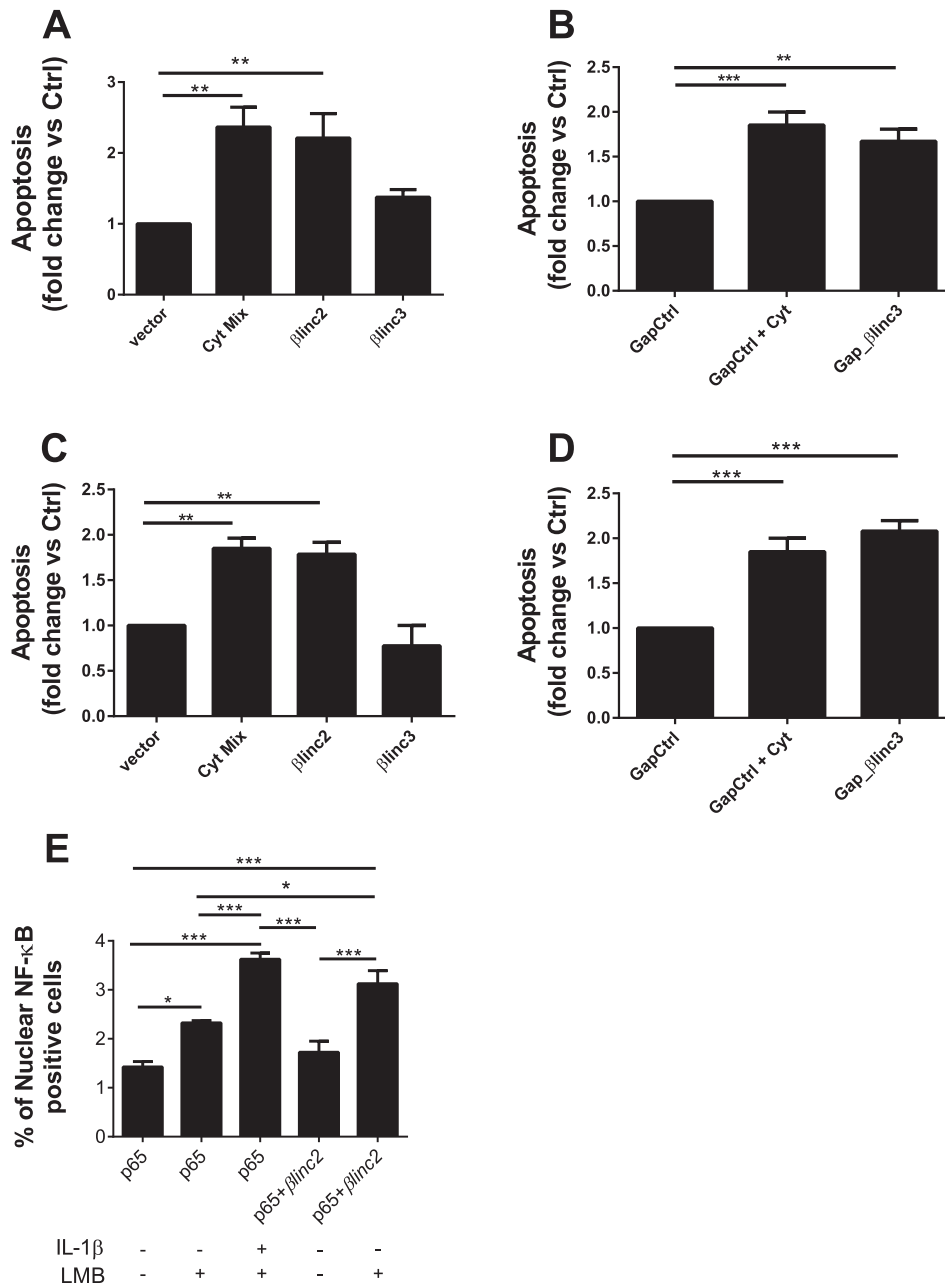 A
Apoptosis
(fold change vs Ctrl)
3
2
1
0
**
**
vector
Cyt Mix
βlinc2
βlinc3
B
Apoptosis
(fold change vs Ctrl)
2.5
2.0
1.5
1.0
0.5
0.0
**
***
GapCtrl
GapCtrl + Cyt
Gap_βlinc3
C
Apoptosis
(fold change vs Ctrl)
2.5
2.0
1.5
1.0
0.5
0.0
**
**
vector
Cyt Mix
βlinc2
βlinc3
D
Apoptosis
(fold change vs Ctrl)
2.5
2.0
1.5
1.0
0.5
0.0
***
***
GapCtrl
GapCtrl + Cyt
Gap_βlinc3
E
% of Nuclear NF-κB
positive cells
4
3
2
1
0
***
*
***
***
***
***
*
p65
p65
p65
p65+βlinc2
p65+βlinc2
IL-1β - - + - -
LMB - + + - +